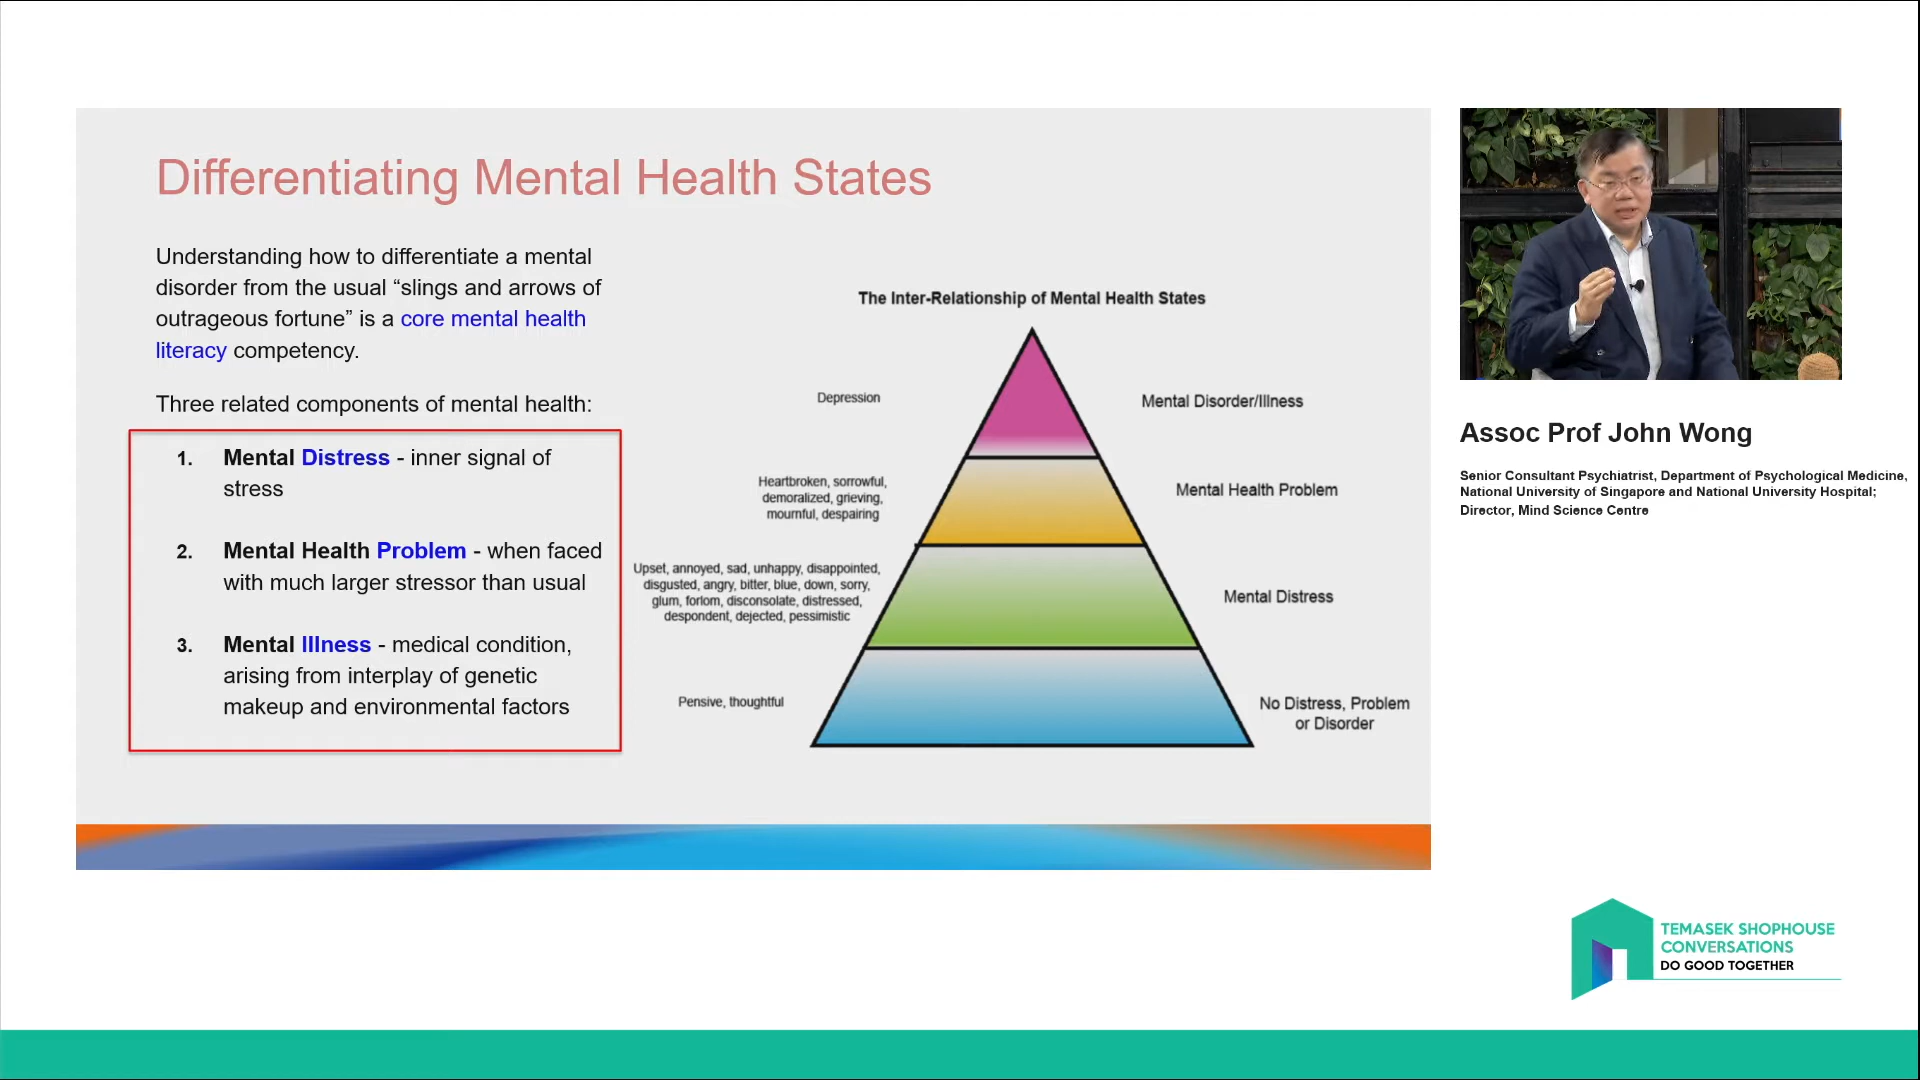 Differentiating Mental Health States
Understanding how to differentiate a mental
disorder from the usual “slings and arrows of
outrageous fortune” is a core mental health
literacy competency.
Three related components of mental health:
1. Mental Distress - inner signal of
stress
2. Mental Health Problem - when faced
with much larger stressor than usual
3. Mental Illness - medical condition,
arising from interplay of genetic
makeup and environmental factors
The Inter-Relationship of Mental Health States
Depression
Mental Disorder/Illness
Heartbroken, sorrowful,
demoralized, grieving,
mournful, despairing
Mental Health Problem
Upset, annoyed, sad, unhappy, disappointed,
disgusted, angry, bitter, blue, down, sorry,
glum, forlorn, disconsolate, distressed,
despondent, dejected, pessimistic
Mental Distress
Pensive, thoughtful
No Distress, Problem
or Disorder
Assoc Prof John Wong
Senior Consultant Psychiatrist, Department of Psychological Medicine,
National University of Singapore and National University Hospital;
Director, Mind Science Centre
TEMASEK SHOPHOUSE
CONVERSATIONS
DO GOOD TOGETHER